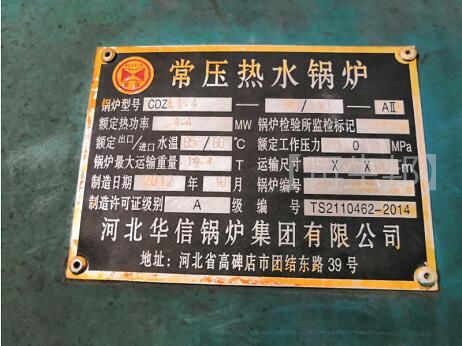 常压热水锅炉
锅炉型号 CDZ 1.4 — AⅡ
额定热功率 1.4 MW 锅炉检验所监检标记
额定出口/进口水温 85/60 ℃ 额定工作压力 0 MPa
锅炉最大运输重量 T 运输尺寸 X X m
制造日期 2012 年 10 月 锅炉编号
制造许可证级别 A 级 编号 TS2110462-2014
河北华信锅炉集团有限公司
地址：河北省高碑店市团结东路39号